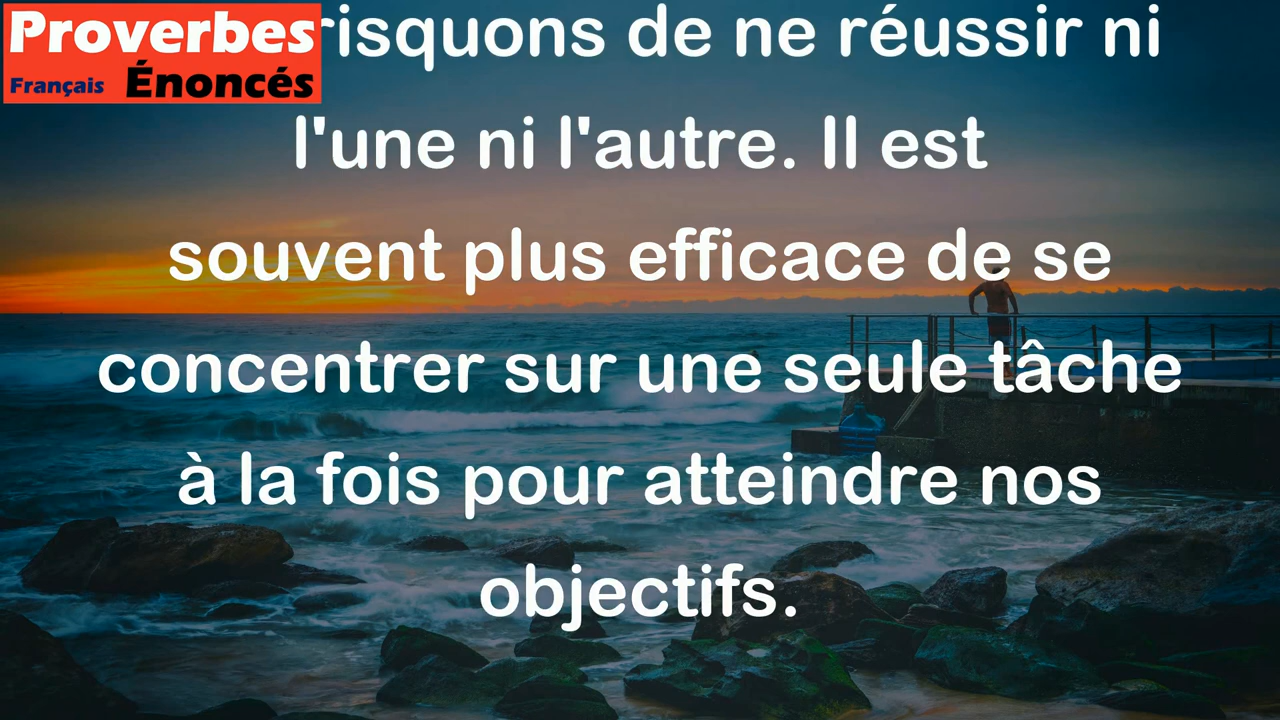 Proverbes
Français Énoncés
risquons de ne réussir ni
l'une ni l'autre. Il est
souvent plus efficace de se
concentrer sur une seule tâche
à la fois pour atteindre nos
objectifs.